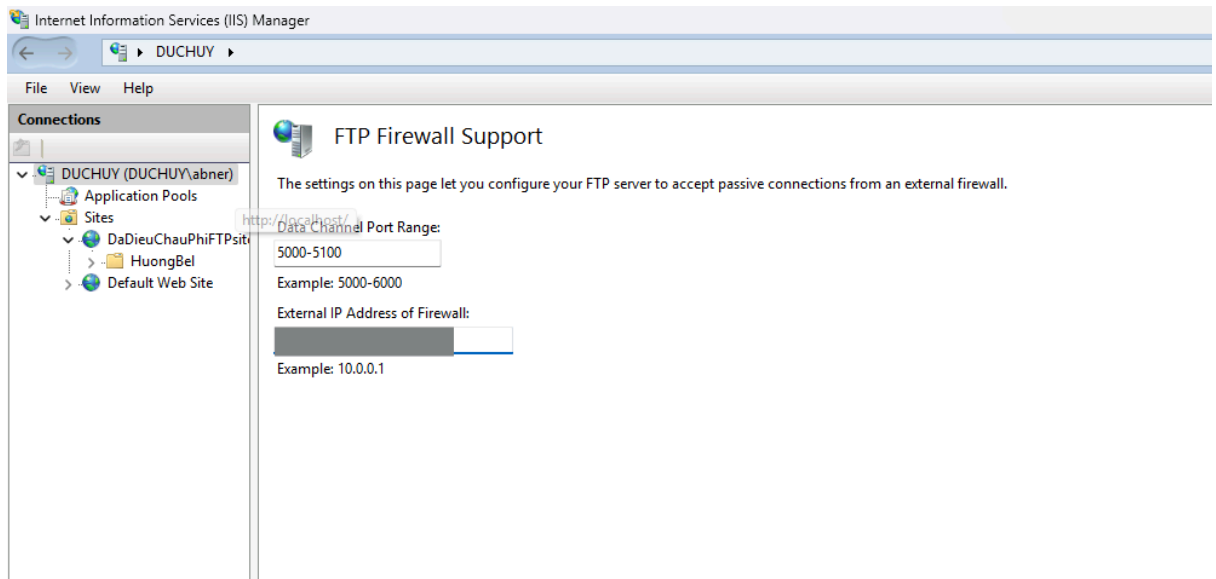 Internet Information Services (IIS) Manager
DUCHUY
File View Help
Connections
DUCHUY (DUCHUY\abner)
Application Pools
Sites
DaDieuChauPhiFTPsite
HuongBel
Default Web Site
http://localhost/
FTP Firewall Support
The settings on this page let you configure your FTP server to accept passive connections from an external firewall.
Data Channel Port Range:
5000-5100
Example: 5000-6000
External IP Address of Firewall:
Example: 10.0.0.1